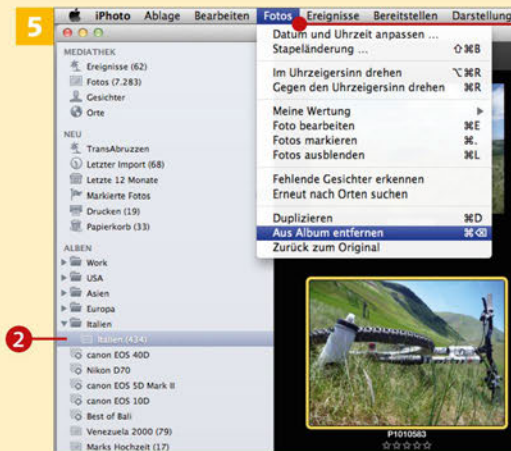 5
iPhoto Ablage Bearbeiten Fotos Ereignisse Bereitstellen Darstellung
MEDIATHEK
Ereignisse (62)
Fotos (7.283)
Gesichter
Orte
NEU
TransAbruzzen
Letzter Import (68)
Letzte 12 Monate
Markierte Fotos
Drucken (19)
Papierkorb (33)
ALBEN
Work
USA
Asien
Europa
Italien
2
Italien (434)
canon EOS 40D
Nikon D70
canon EOS 5D Mark II
canon EOS 10D
Best of Bali
Venezuela 2000 (79)
Marks Hochzeit (17)
Datum und Uhrzeit anpassen ...
Stapeländerung ... ⇧⌘B
Im Uhrzeigersinn drehen ⌥⌘R
Gegen den Uhrzeigersinn drehen ⌘R
Meine Wertung ▶
Foto bearbeiten ⌘E
Fotos markieren ⌘.
Fotos ausblenden ⌘L
Fehlende Gesichter erkennen
Erneut nach Orten suchen
Duplizieren ⌘D
Aus Album entfernen ⌘⌫
Zurück zum Original
P1010583